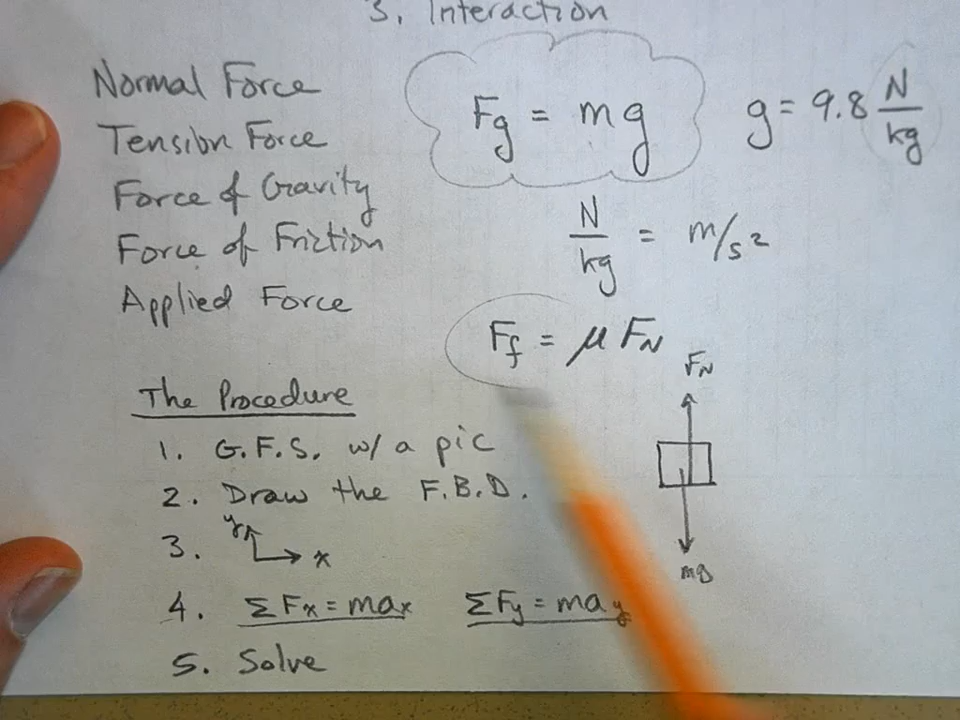 3. Interaction
Normal Force
Tension Force
Force of Gravity
Force of Friction
Applied Force
Fg = mg
g = 9.8 N/kg
N/kg = m/s²
Ff = μ FN
FN
mg
The Procedure
1. G.F.S. w/ a pic
2. Draw the F.B.D.
3. y x
4. ΣFx = max ΣFy = may
5. Solve